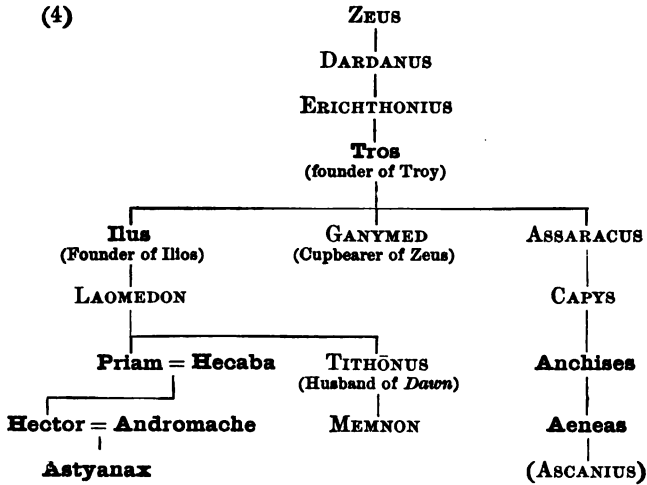 (4)
ZEUS
DARDANUS
ERICHTHONIUS
Tros
(founder of Troy)
Ilus GANYMED ASSARACUS
(Founder of Ilios) (Cupbearer of Zeus)
LAOMEDON CAPYS
Priam = Hecaba TITHŌNUS Anchises
(Husband of Dawn)
Hector = Andromache MEMNON Aeneas
Astyanax (ASCANIUS)